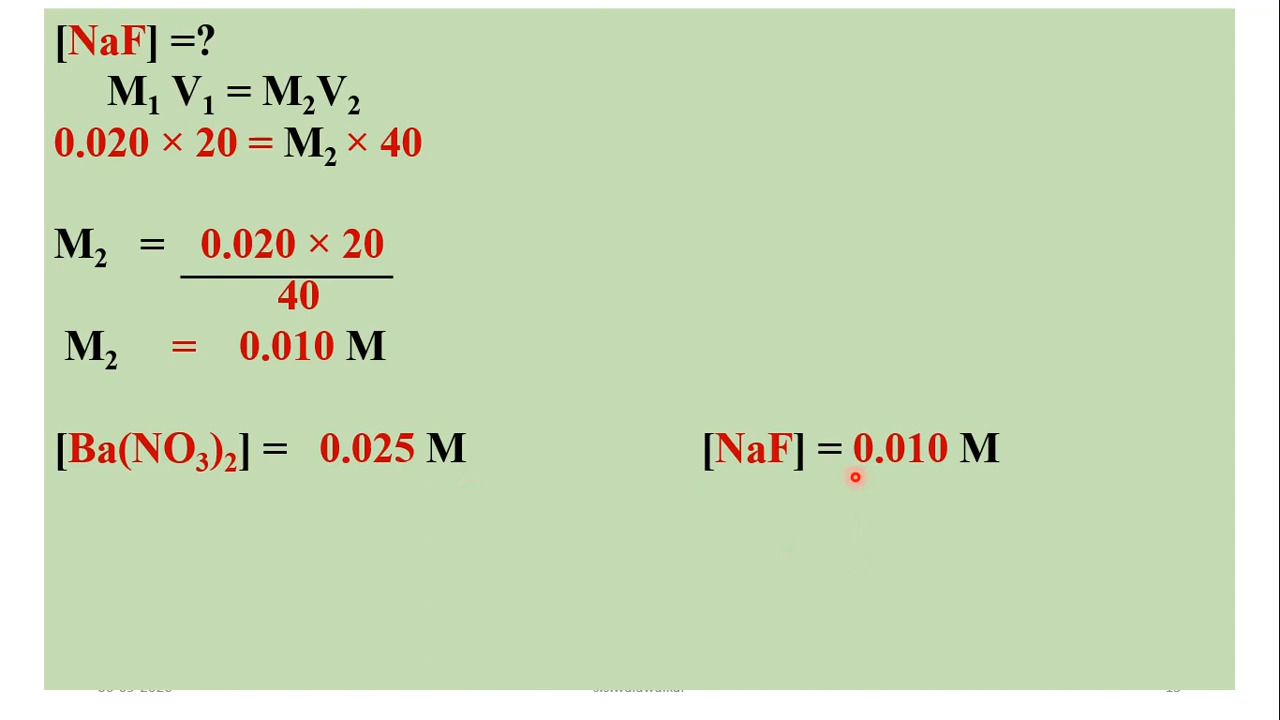 [NaF] =?
M₁ V₁ = M₂V₂
0.020 × 20 = M₂ × 40
M₂ = 0.020 × 20
40
M₂ = 0.010 M
[Ba(NO₃)₂] = 0.025 M [NaF] = 0.010 M